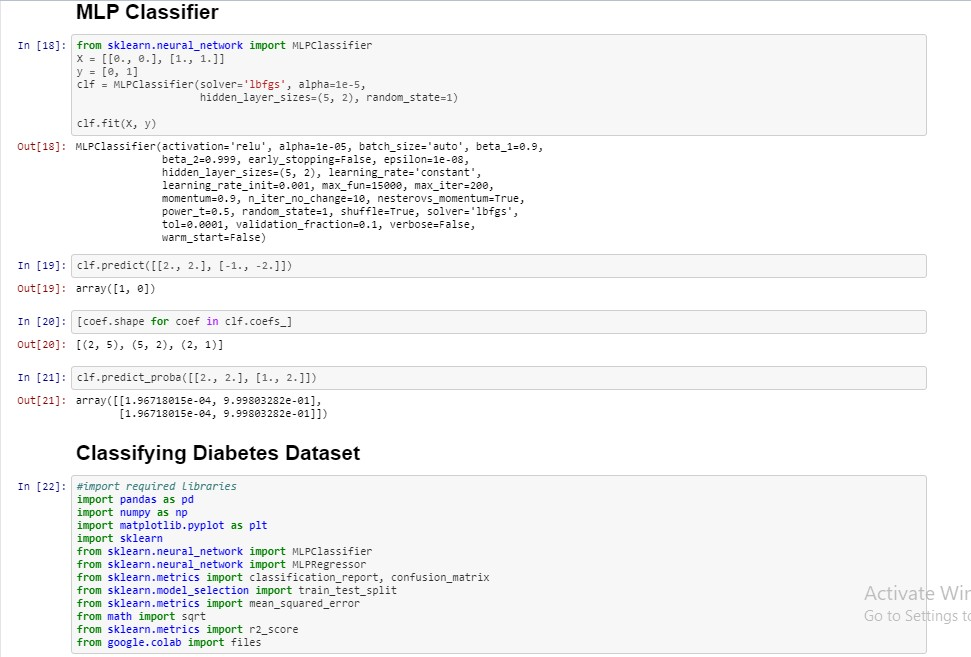 MLP Classifier
In [18]: from sklearn.neural_network import MLPClassifier
X = [[0., 0.], [1., 1.]]
y = [0, 1]
clf = MLPClassifier(solver='lbfgs', alpha=1e-5,
hidden_layer_sizes=(5, 2), random_state=1)
clf.fit(X, y)
Out[18]: MLPClassifier(activation='relu', alpha=1e-05, batch_size='auto', beta_1=0.9,
beta_2=0.999, early_stopping=False, epsilon=1e-08,
hidden_layer_sizes=(5, 2), learning_rate='constant',
learning_rate_init=0.001, max_fun=15000, max_iter=200,
momentum=0.9, n_iter_no_change=10, nesterovs_momentum=True,
power_t=0.5, random_state=1, shuffle=True, solver='lbfgs',
tol=0.0001, validation_fraction=0.1, verbose=False,
warm_start=False)
In [19]: clf.predict([[2., 2.], [-1., -2.]])
Out[19]: array([1, 0])
In [20]: [coef.shape for coef in clf.coefs_]
Out[20]: [(2, 5), (5, 2), (2, 1)]
In [21]: clf.predict_proba([[2., 2.], [1., 2.]])
Out[21]: array([[1.96718015e-04, 9.99803282e-01],
[1.96718015e-04, 9.99803282e-01]])
Classifying Diabetes Dataset
In [22]: #import required libraries
import pandas as pd
import numpy as np
import matplotlib.pyplot as plt
import sklearn
from sklearn.neural_network import MLPClassifier
from sklearn.neural_network import MLPRegressor
from sklearn.metrics import classification_report, confusion_matrix
from sklearn.model_selection import train_test_split
from sklearn.metrics import mean_squared_error
from math import sqrt
from sklearn.metrics import r2_score
from google.colab import files
Activate Wir
Go to Settings to